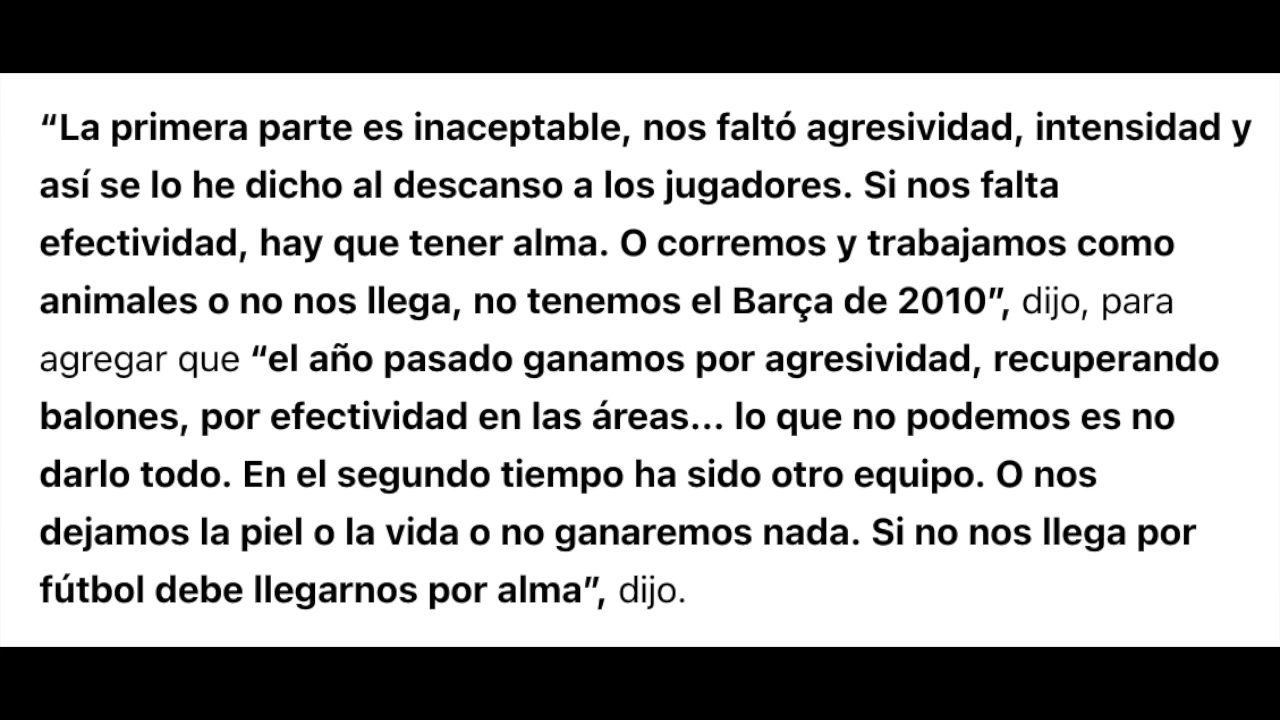 “La primera parte es inaceptable, nos faltó agresividad, intensidad y
así se lo he dicho al descanso a los jugadores. Si nos falta
efectividad, hay que tener alma. O corremos y trabajamos como
animales o no nos llega, no tenemos el Barça de 2010”, dijo, para
agregar que “el año pasado ganamos por agresividad, recuperando
balones, por efectividad en las áreas... lo que no podemos es no
darlo todo. En el segundo tiempo ha sido otro equipo. O nos
dejamos la piel o la vida o no ganaremos nada. Si no nos llega por
fútbol debe llegarnos por alma”, dijo.